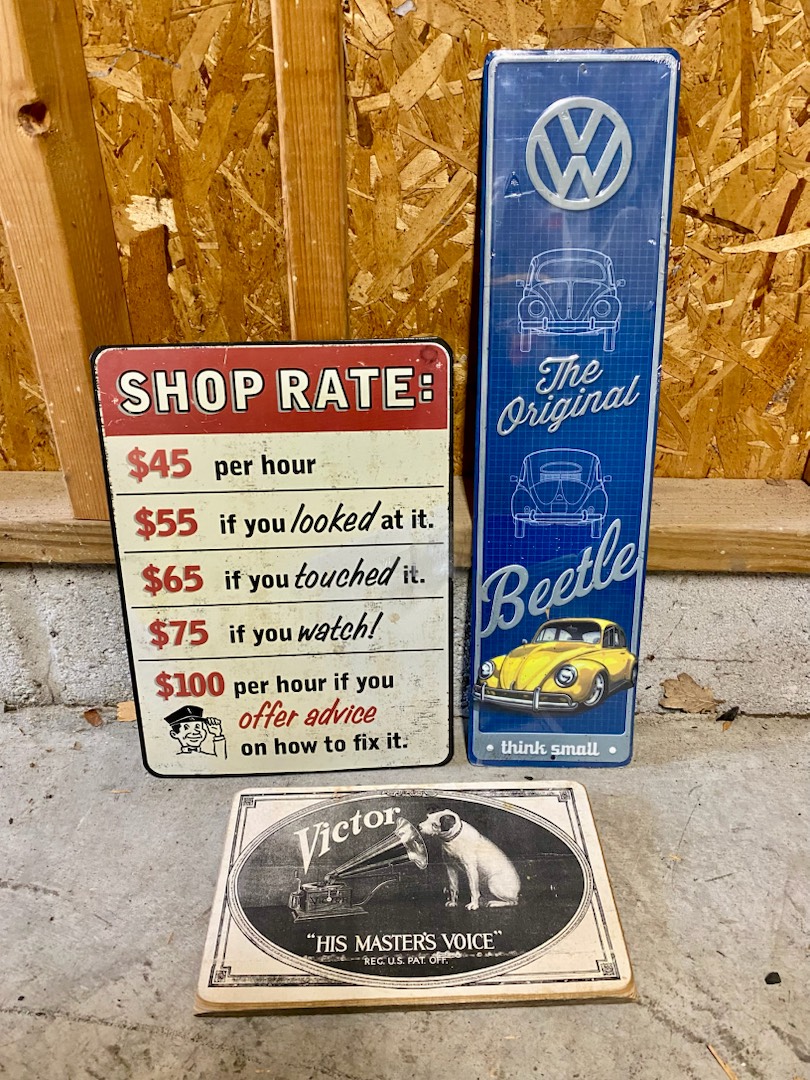 SHOP RATE:
$45 per hour
$55 if you looked at it.
$65 if you touched it.
$75 if you watch!
$100 per hour if you
offer advice
on how to fix it.
VW
The
Original
Beetle
• think small •
Victor
"HIS MASTER'S VOICE"
REG. U.S. PAT. OFF.